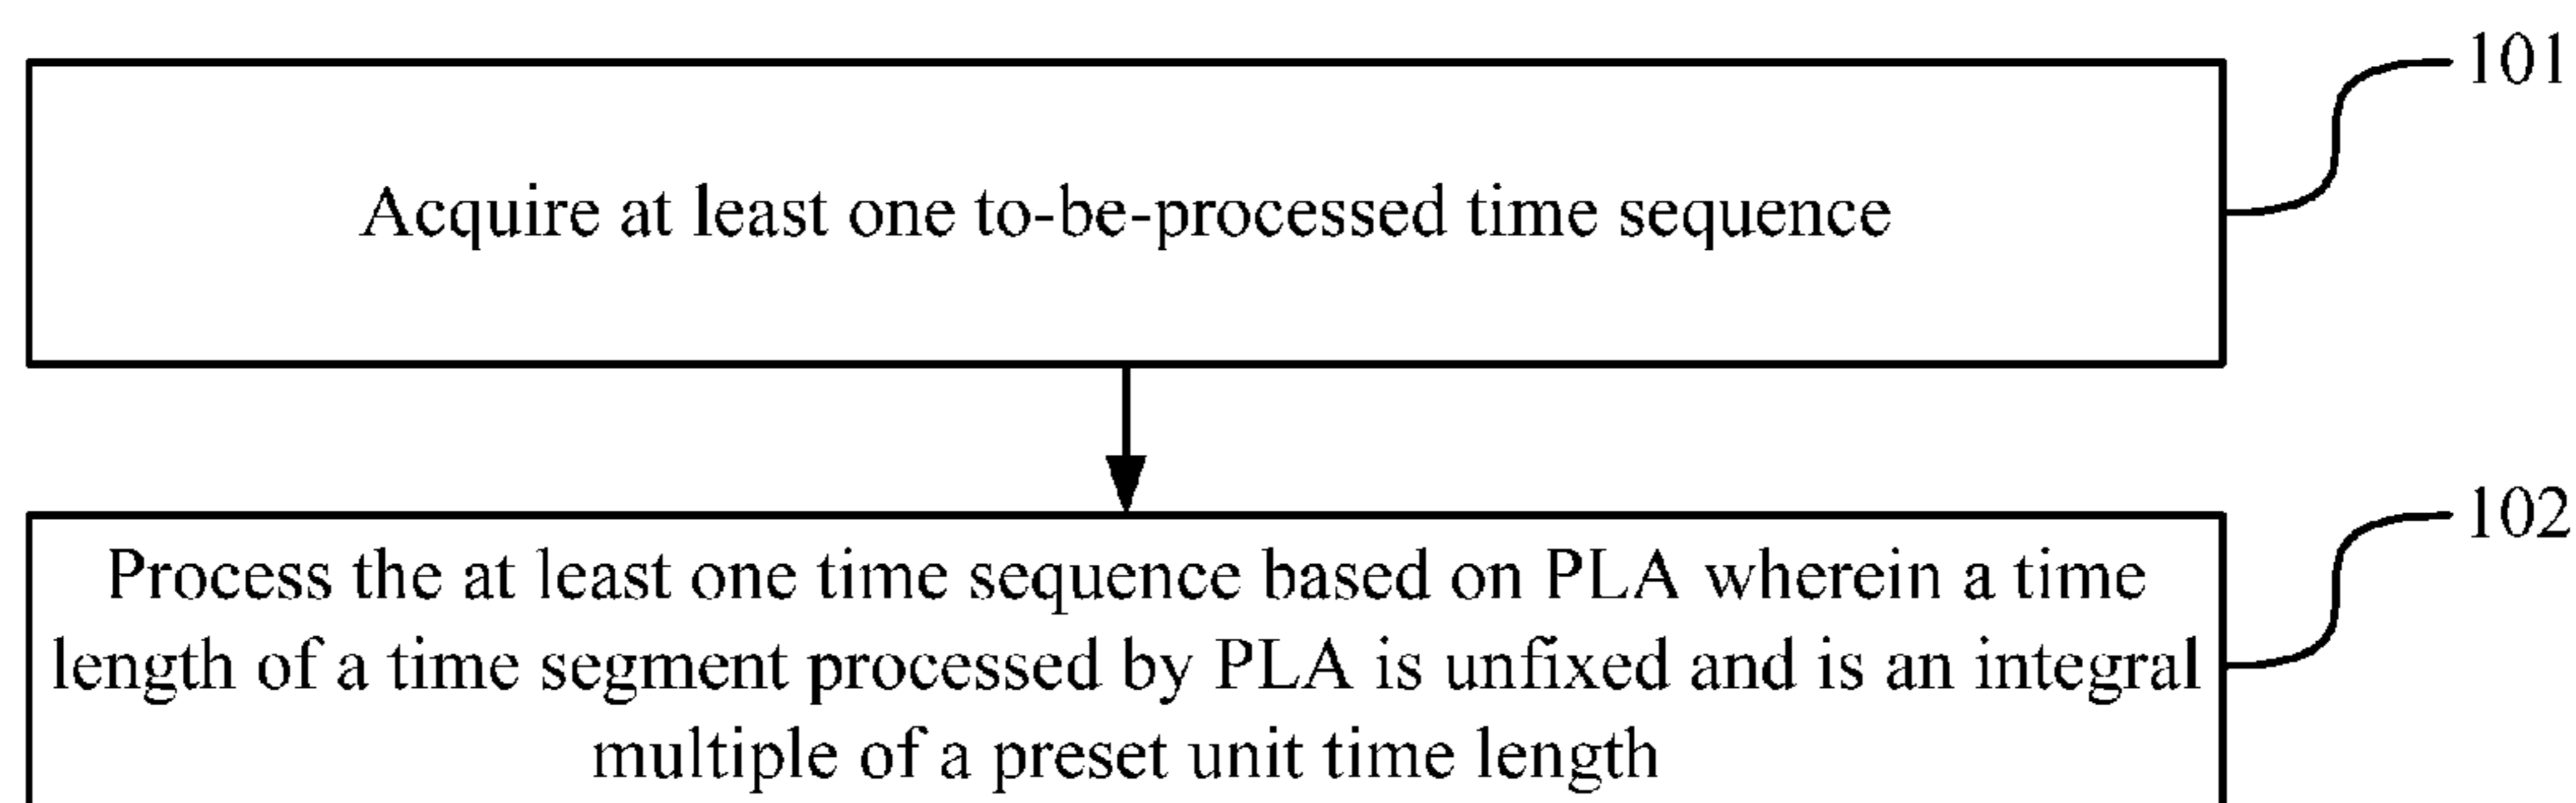 101
Acquire at least one to-be-processed time sequence
102
Process the at least one time sequence based on PLA wherein a time
length of a time segment processed by PLA is unfixed and is an integral
multiple of a preset unit time length